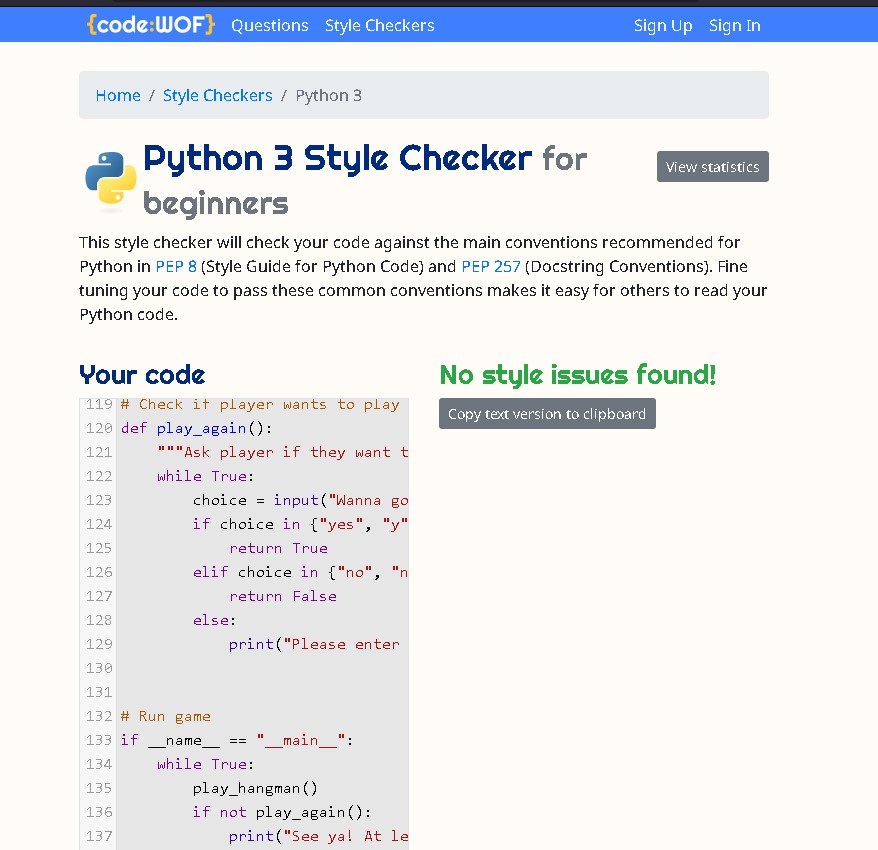 {code:WOF} Questions Style Checkers Sign Up Sign In
Home / Style Checkers / Python 3
Python 3 Style Checker for
beginners
View statistics
This style checker will check your code against the main conventions recommended for
Python in PEP 8 (Style Guide for Python Code) and PEP 257 (Docstring Conventions). Fine
tuning your code to pass these common conventions makes it easy for others to read your
Python code.
Your code
119 # Check if player wants to play
120 def play_again():
121     """Ask player if they want t
122     while True:
123         choice = input("Wanna go
124         if choice in {"yes", "y"
125             return True
126         elif choice in {"no", "n
127             return False
128         else:
129             print("Please enter
130
131
132 # Run game
133 if __name__ == "__main__":
134     while True:
135         play_hangman()
136         if not play_again():
137             print("See ya! At le
No style issues found!
Copy text version to clipboard